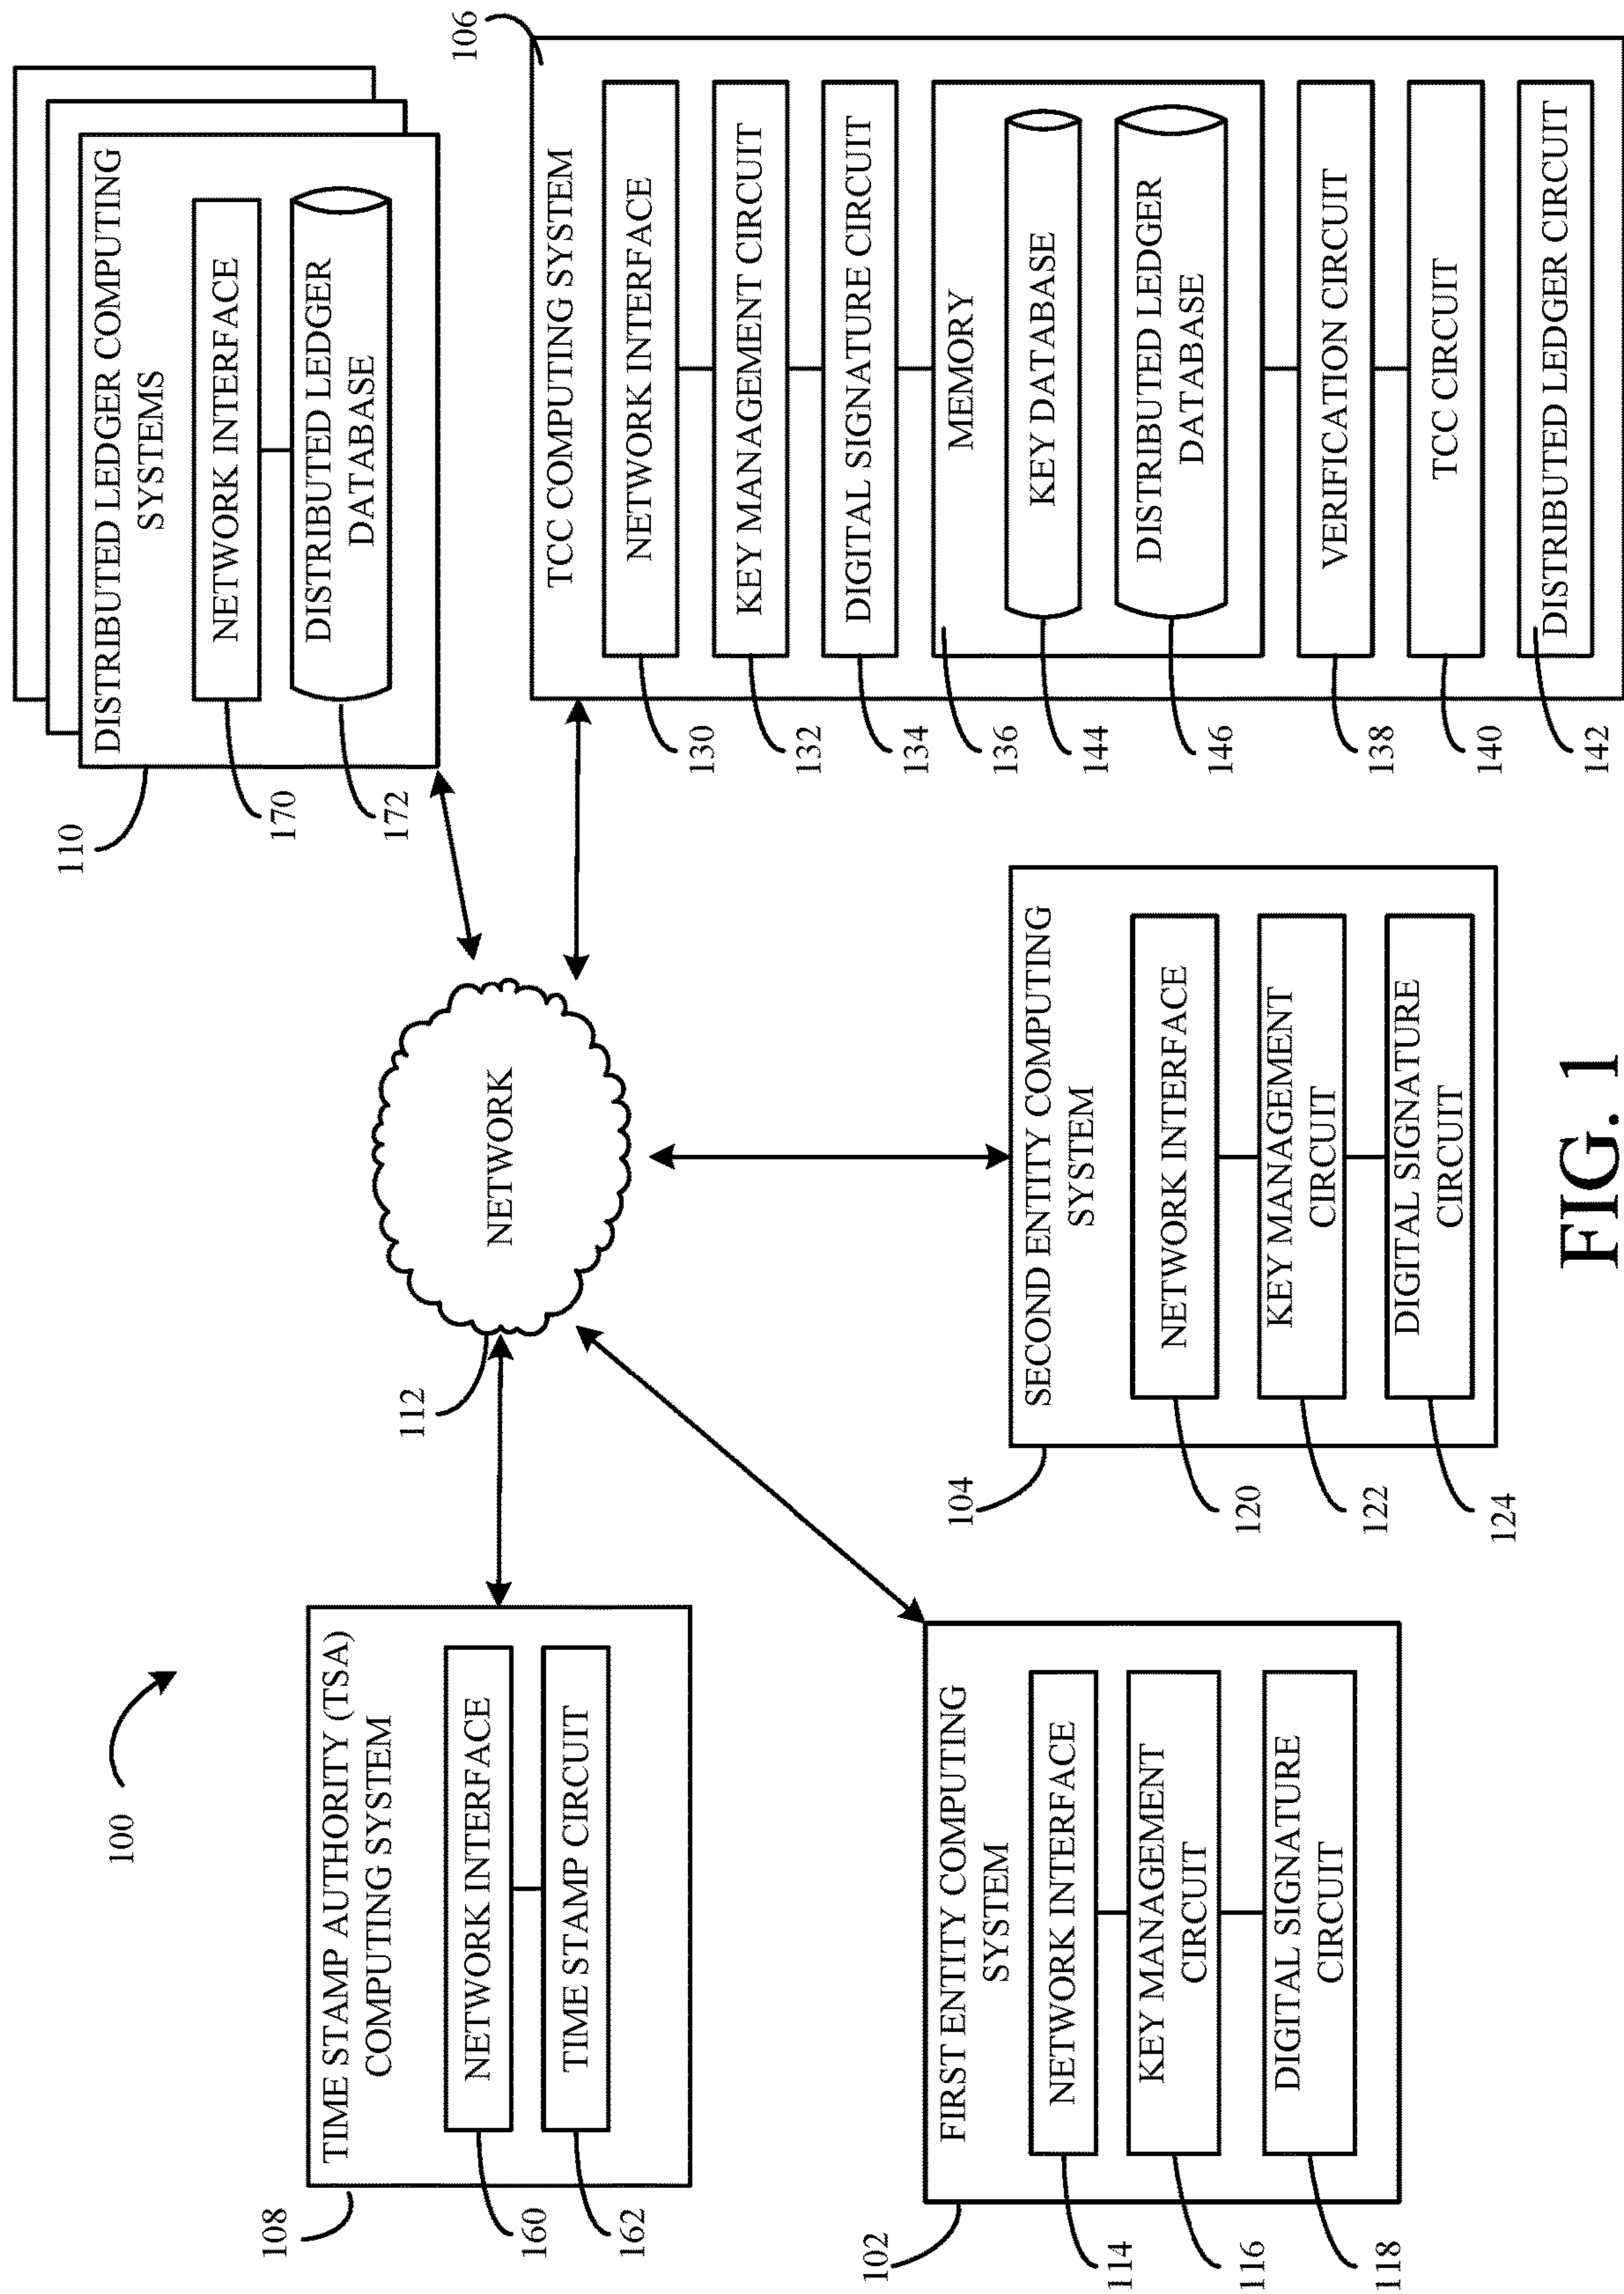 100
108
TIME STAMP AUTHORITY (TSA)
COMPUTING SYSTEM
NETWORK INTERFACE
TIME STAMP CIRCUIT
160
162
112
NETWORK
110
DISTRIBUTED LEDGER COMPUTING
SYSTEMS
NETWORK INTERFACE
DISTRIBUTED LEDGER
DATABASE
170
172
102
FIRST ENTITY COMPUTING
SYSTEM
NETWORK INTERFACE
KEY MANAGEMENT
CIRCUIT
DIGITAL SIGNATURE
CIRCUIT
114
116
118
104
SECOND ENTITY COMPUTING
SYSTEM
NETWORK INTERFACE
KEY MANAGEMENT
CIRCUIT
DIGITAL SIGNATURE
CIRCUIT
120
122
124
106
TCC COMPUTING SYSTEM
NETWORK INTERFACE
KEY MANAGEMENT CIRCUIT
DIGITAL SIGNATURE CIRCUIT
MEMORY
KEY DATABASE
DISTRIBUTED LEDGER
DATABASE
VERIFICATION CIRCUIT
TCC CIRCUIT
DISTRIBUTED LEDGER CIRCUIT
130
132
134
136
144
146
138
140
142
FIG. 1